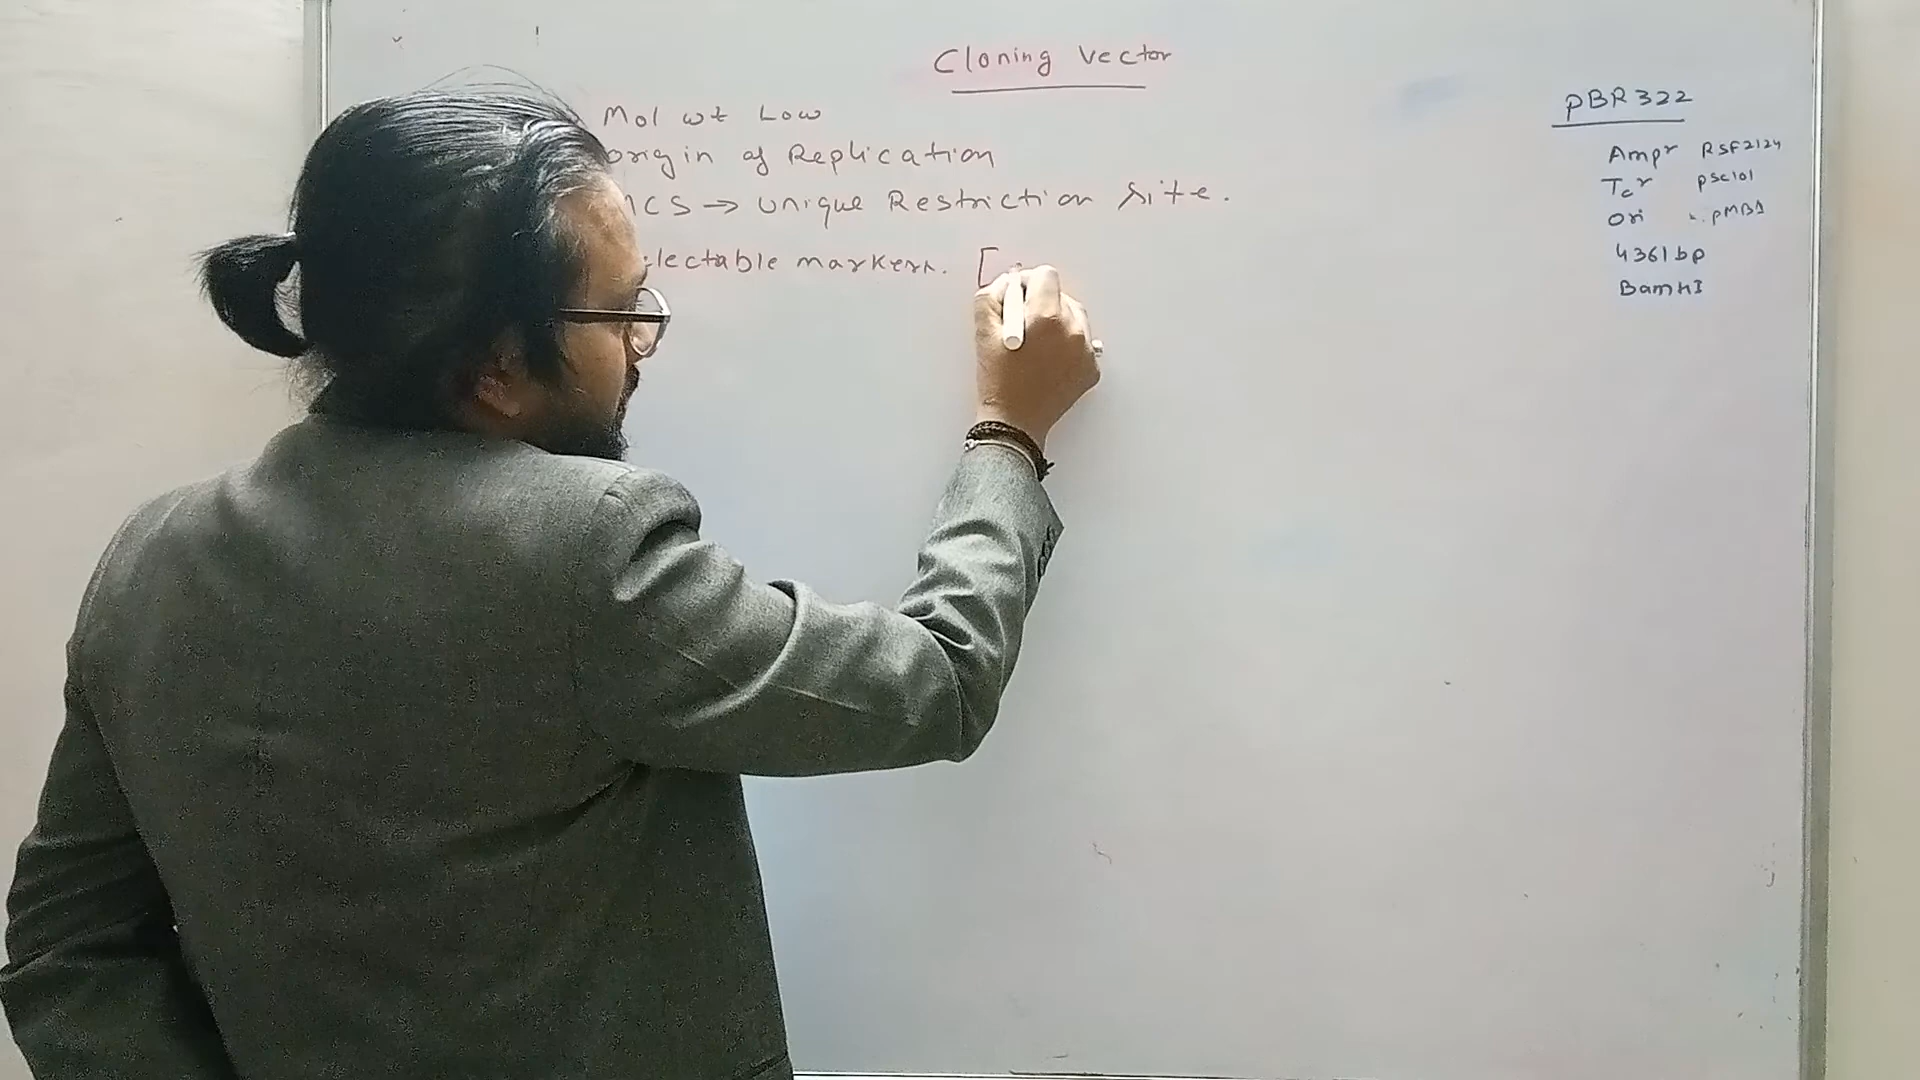 Cloning Vector
Mol wt Low
origin of Replication
MCS → Unique Restriction Site.
lectable markers. [
PBR322
Ampr RSF2124
Tcr pSC101
Ori pMB1
4361bp
BamHI